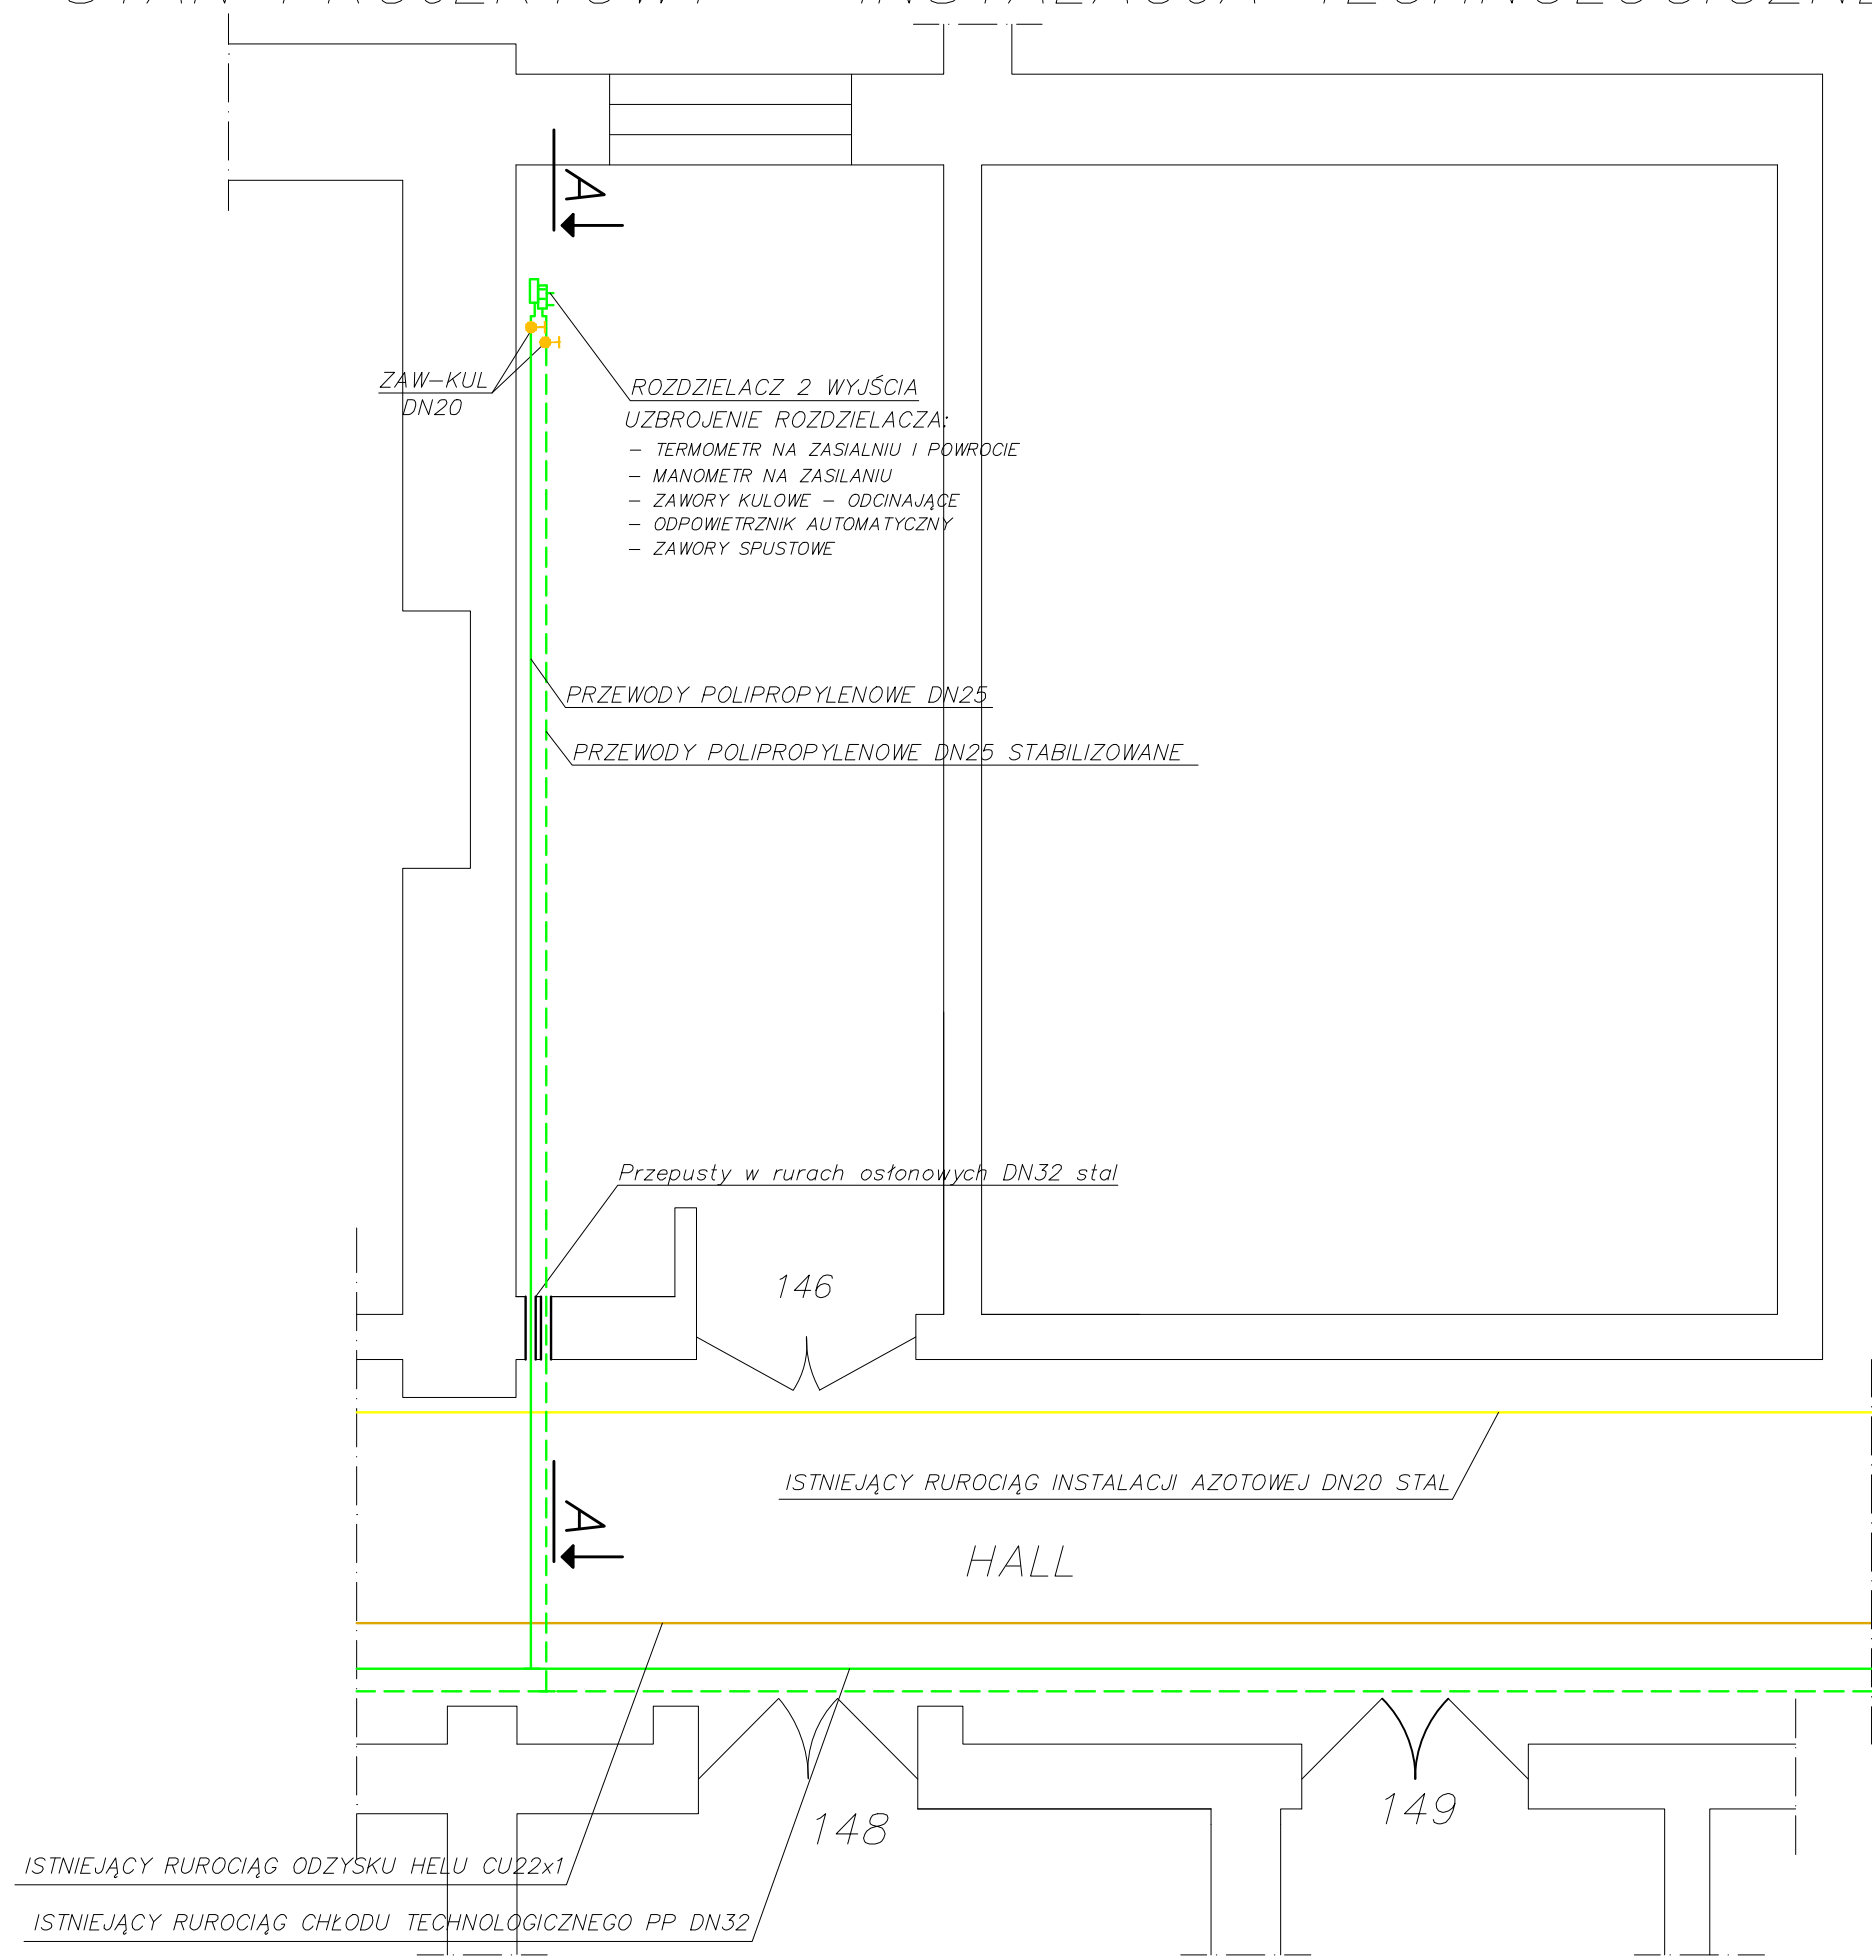 A
ZAW-KUL
DN20
ROZDZIELACZ 2 WYJŚCIA
UZBROJENIE ROZDZIELACZA:
- TERMOMETR NA ZASIALNIU I POWROCIE
- MANOMETR NA ZASILANIU
- ZAWORY KULOWE - ODCINAJĄCE
- ODPOWIETRZNIK AUTOMATYCZNY
- ZAWORY SPUSTOWE
PRZEWODY POLIPROPYLENOWE DN25
PRZEWODY POLIPROPYLENOWE DN25 STABILIZOWANE
Przepusty w rurach osłonowych DN32 stal
146
ISTNIEJĄCY RUROCIĄG INSTALACJI AZOTOWEJ DN20 STAL
A
HALL
148
149
ISTNIEJĄCY RUROCIĄG ODZYSKU HELU CU22x1
ISTNIEJĄCY RUROCIĄG CHŁODU TECHNOLOGICZNEGO PP DN32